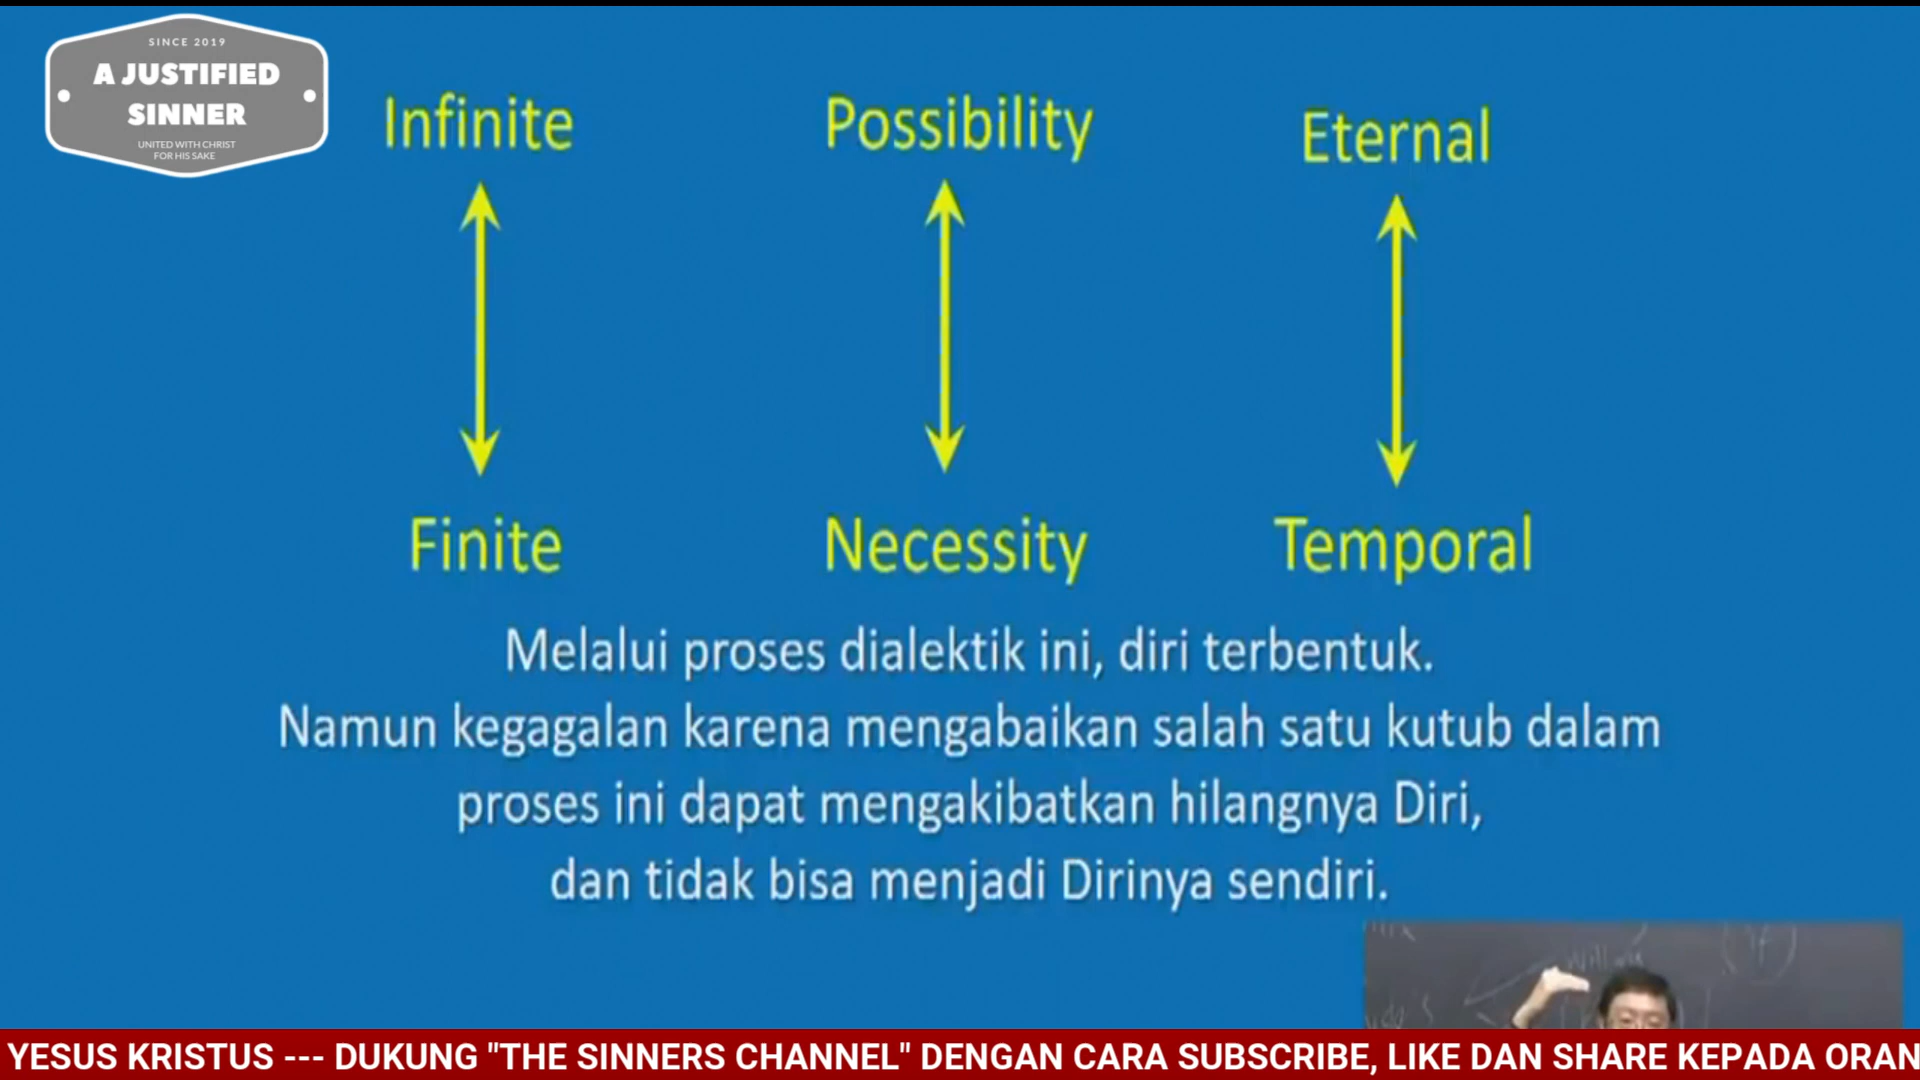 SINCE 2019
A JUSTIFIED
SINNER
UNITED WITH CHRIST
FOR HIS SAKE
Infinite Possibility Eternal
Finite Necessity Temporal
Melalui proses dialektik ini, diri terbentuk.
Namun kegagalan karena mengabaikan salah satu kutub dalam
proses ini dapat mengakibatkan hilangnya Diri,
dan tidak bisa menjadi Dirinya sendiri.
YESUS KRISTUS --- DUKUNG "THE SINNERS CHANNEL" DENGAN CARA SUBSCRIBE, LIKE DAN SHARE KEPADA ORAN